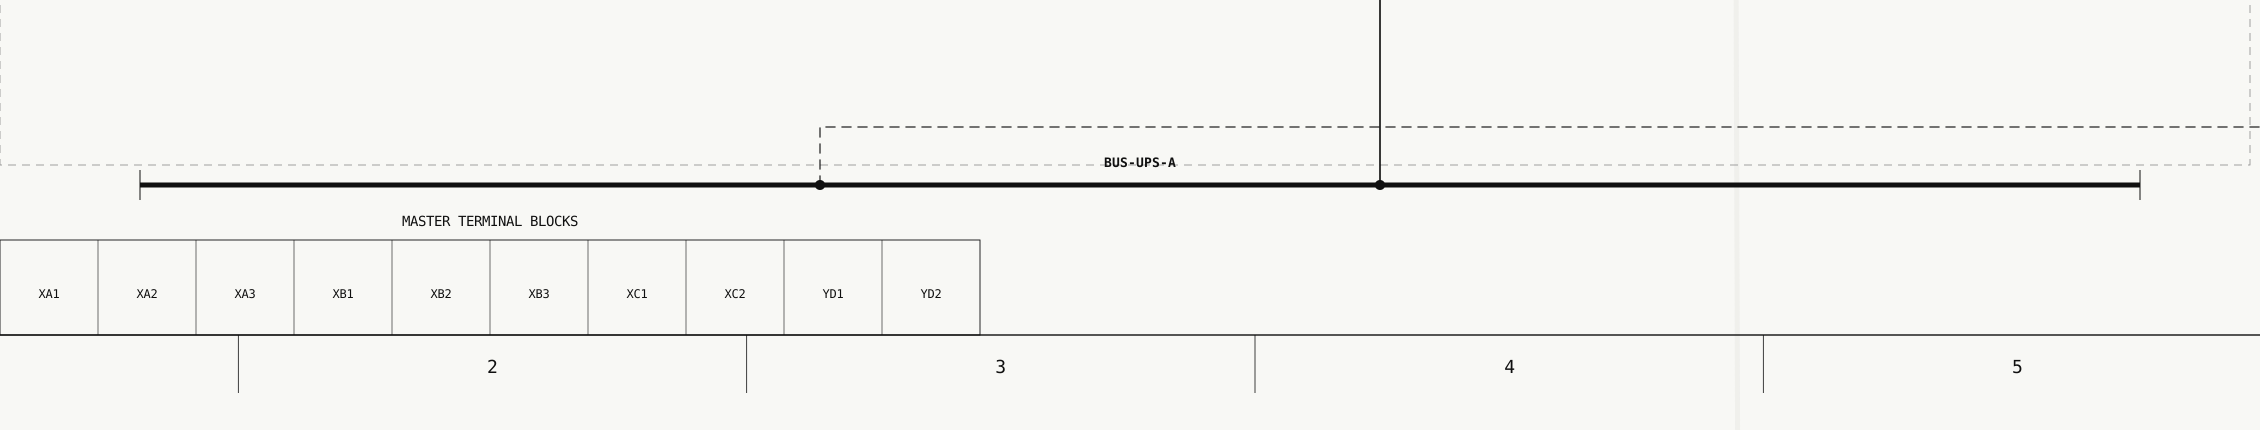 BUS-UPS-A
MASTER TERMINAL BLOCKS
XA1 XA2 XA3 XB1 XB2 XB3 XC1 XC2 YD1 YD2
2 3 4 5